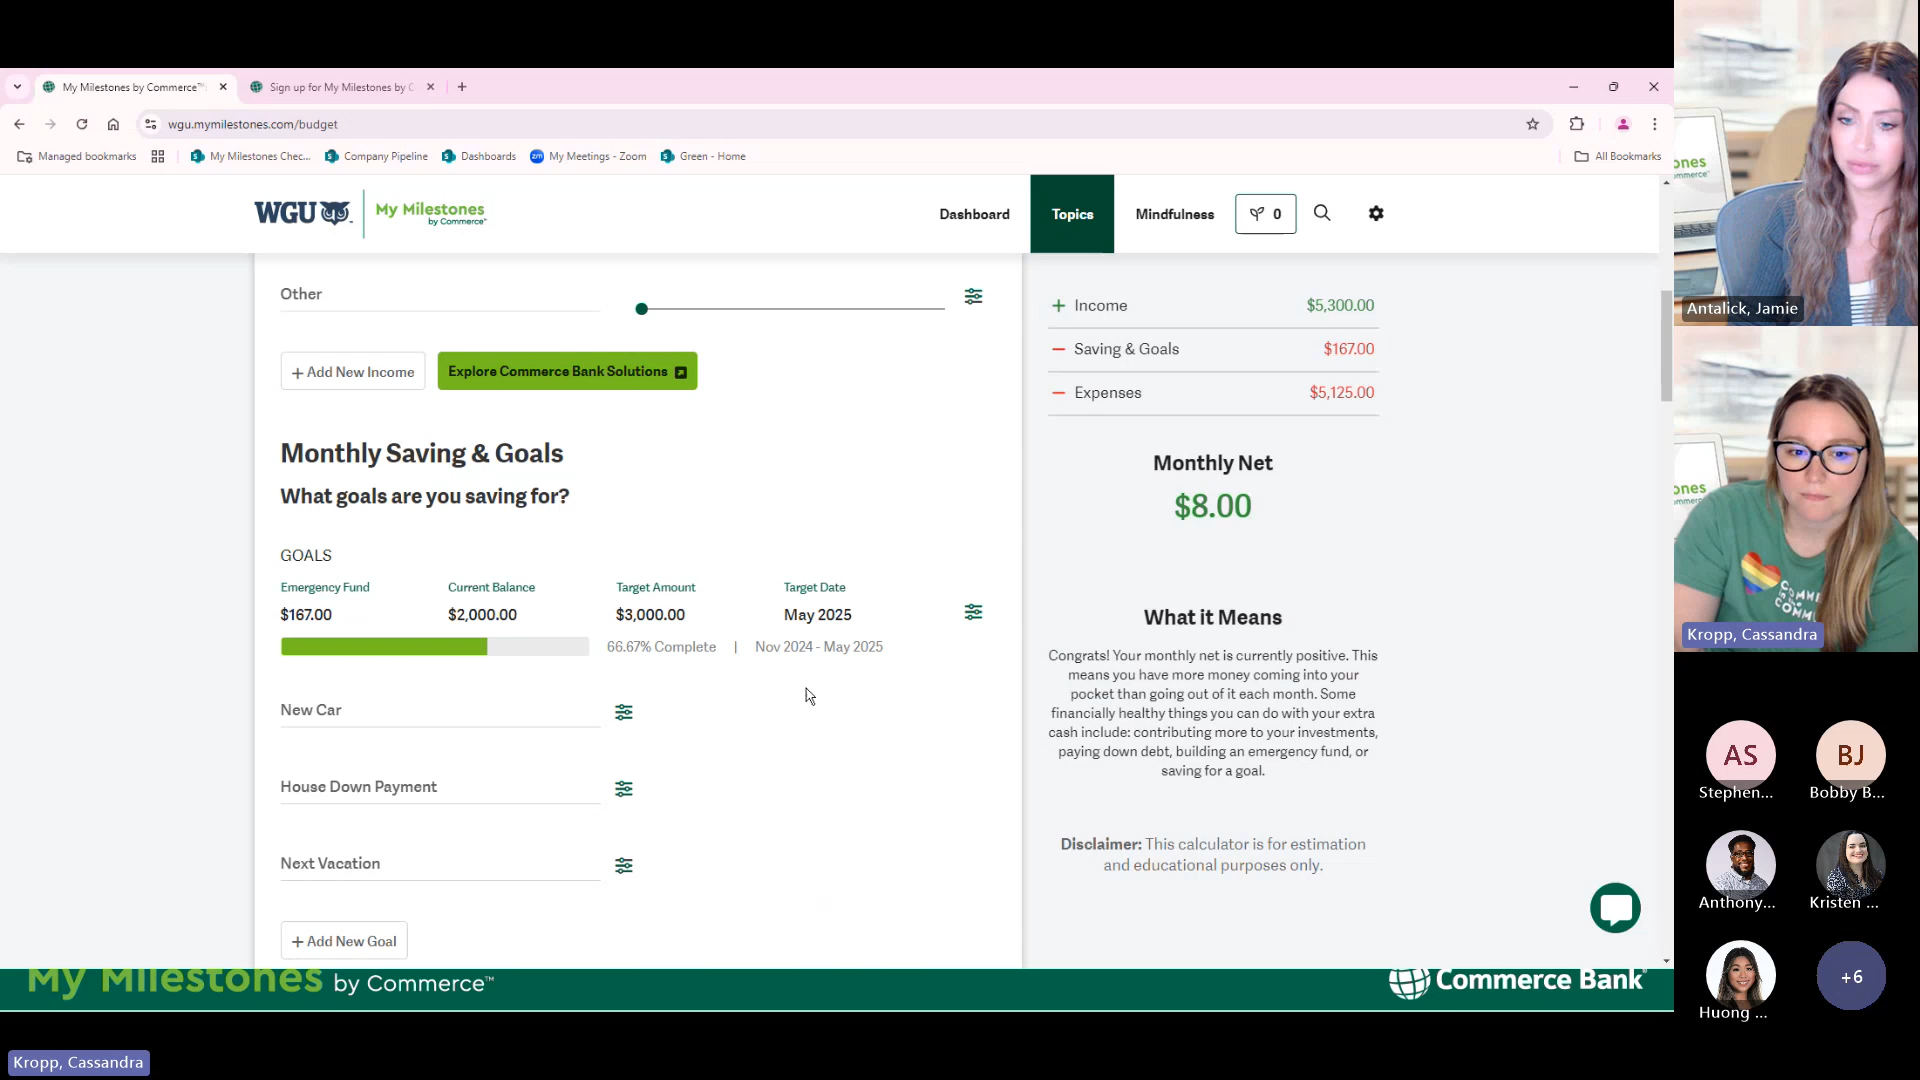 My Milestones by Commerce™
Sign up for My Milestones by C
wgu.mymilestones.com/budget
Managed bookmarks
My Milestones Chec...
Company Pipeline
Dashboards
zm
My Meetings - Zoom
Green - Home
All Bookmarks
WGU
My Milestones
by Commerce™
Dashboard
Topics
Mindfulness
0
Other
+ Add New Income
Explore Commerce Bank Solutions
Monthly Saving & Goals
What goals are you saving for?
GOALS
Emergency Fund Current Balance Target Amount Target Date
$167.00 $2,000.00 $3,000.00 May 2025
66.67% Complete | Nov 2024 - May 2025
New Car
House Down Payment
Next Vacation
+ Add New Goal
+ Income $5,300.00
− Saving & Goals $167.00
− Expenses $5,125.00
Monthly Net
$8.00
What it Means
Congrats! Your monthly net is currently positive. This
means you have more money coming into your
pocket than going out of it each month. Some
financially healthy things you can do with your extra
cash include: contributing more to your investments,
paying down debt, building an emergency fund, or
saving for a goal.
Disclaimer: This calculator is for estimation
and educational purposes only.
My Milestones by Commerce™
Commerce Bank
Antalick, Jamie
Kropp, Cassandra
AS
Stephen...
BJ
Bobby B...
Anthony...
Kristen ...
Huong ...
+6
Kropp, Cassandra